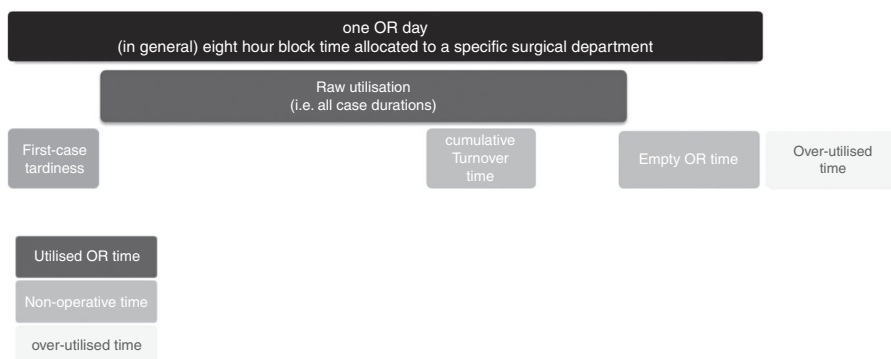 one OR day
(in general) eight hour block time allocated to a specific surgical department
Raw utilisation
(i.e. all case durations)
First-case
tardiness
cumulative
Turnover
time
Empty OR time
Over-utilised
time
Utilised OR time
Non-operative time
over-utilised time